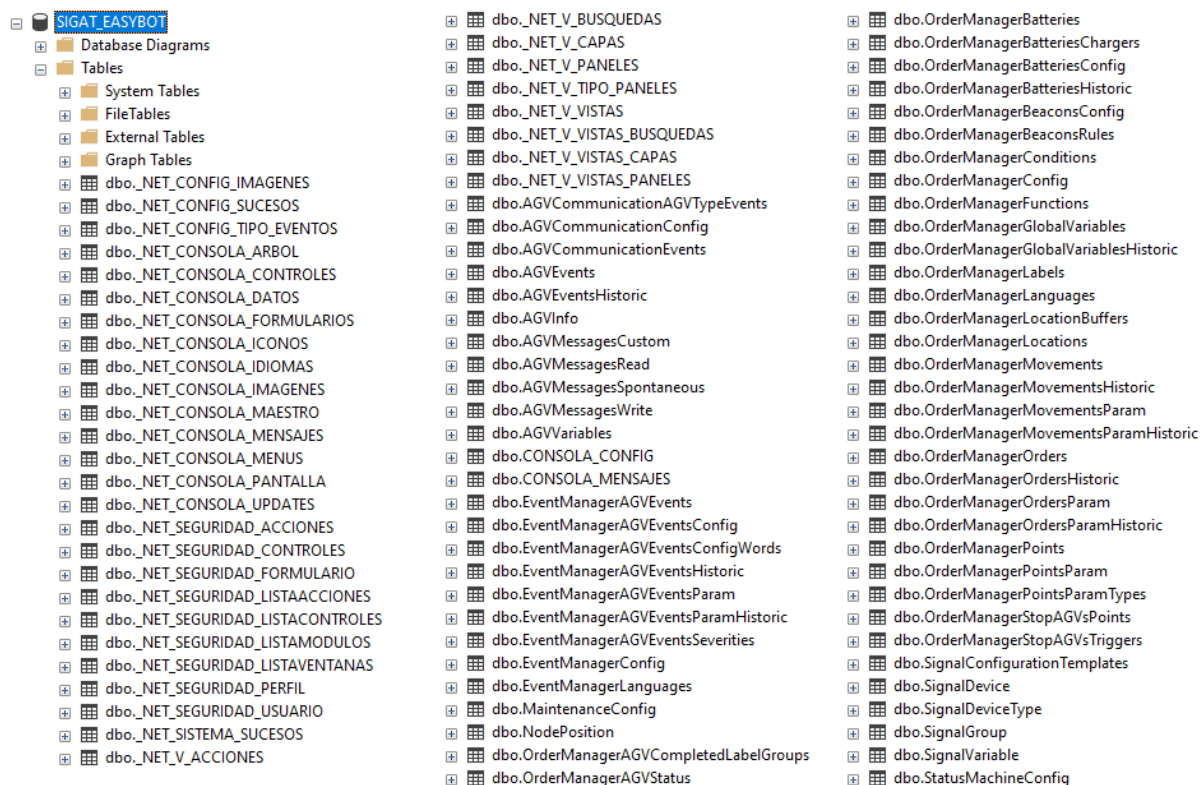 SIGAT_EASYBOT
Database Diagrams
Tables
System Tables
FileTables
External Tables
Graph Tables
dbo._NET_CONFIG_IMAGENES
dbo._NET_CONFIG_SUCESOS
dbo._NET_CONFIG_TIPO_EVENTOS
dbo._NET_CONSOLA_ARBOL
dbo._NET_CONSOLA_CONTROLES
dbo._NET_CONSOLA_DATOS
dbo._NET_CONSOLA_FORMULARIOS
dbo._NET_CONSOLA_ICONOS
dbo._NET_CONSOLA_IDIOMAS
dbo._NET_CONSOLA_IMAGENES
dbo._NET_CONSOLA_MAESTRO
dbo._NET_CONSOLA_MENSAJES
dbo._NET_CONSOLA_MENUS
dbo._NET_CONSOLA_PANTALLA
dbo._NET_CONSOLA_UPDATES
dbo._NET_SEGURIDAD_ACCIONES
dbo._NET_SEGURIDAD_CONTROLES
dbo._NET_SEGURIDAD_FORMULARIO
dbo._NET_SEGURIDAD_LISTAACCIONES
dbo._NET_SEGURIDAD_LISTACONTROLES
dbo._NET_SEGURIDAD_LISTAMODULOS
dbo._NET_SEGURIDAD_LISTAVENTANAS
dbo._NET_SEGURIDAD_PERFIL
dbo._NET_SEGURIDAD_USUARIO
dbo._NET_SISTEMA_SUCESOS
dbo._NET_V_ACCIONES
dbo._NET_V_BUSQUEDAS
dbo._NET_V_CAPAS
dbo._NET_V_PANELES
dbo._NET_V_TIPO_PANELES
dbo._NET_V_VISTAS
dbo._NET_V_VISTAS_BUSQUEDAS
dbo._NET_V_VISTAS_CAPAS
dbo._NET_V_VISTAS_PANELES
dbo.AGVCommunicationAGVTypeEvents
dbo.AGVCommunicationConfig
dbo.AGVCommunicationEvents
dbo.AGVEvents
dbo.AGVEventsHistoric
dbo.AGVInfo
dbo.AGVMessagesCustom
dbo.AGVMessagesRead
dbo.AGVMessagesSpontaneous
dbo.AGVMessagesWrite
dbo.AGVVariables
dbo.CONSOLA_CONFIG
dbo.CONSOLA_MENSAJES
dbo.EventManagerAGVEvents
dbo.EventManagerAGVEventsConfig
dbo.EventManagerAGVEventsConfigWords
dbo.EventManagerAGVEventsHistoric
dbo.EventManagerAGVEventsParam
dbo.EventManagerAGVEventsParamHistoric
dbo.EventManagerAGVEventsSeverities
dbo.EventManagerConfig
dbo.EventManagerLanguages
dbo.MaintenanceConfig
dbo.NodePosition
dbo.OrderManagerAGVCompletedLabelGroups
dbo.OrderManagerAGVStatus
dbo.OrderManagerBatteries
dbo.OrderManagerBatteriesChargers
dbo.OrderManagerBatteriesConfig
dbo.OrderManagerBatteriesHistoric
dbo.OrderManagerBeaconsConfig
dbo.OrderManagerBeaconsRules
dbo.OrderManagerConditions
dbo.OrderManagerConfig
dbo.OrderManagerFunctions
dbo.OrderManagerGlobalVariables
dbo.OrderManagerGlobalVariablesHistoric
dbo.OrderManagerLabels
dbo.OrderManagerLanguages
dbo.OrderManagerLocationBuffers
dbo.OrderManagerLocations
dbo.OrderManagerMovements
dbo.OrderManagerMovementsHistoric
dbo.OrderManagerMovementsParam
dbo.OrderManagerMovementsParamHistoric
dbo.OrderManagerOrders
dbo.OrderManagerOrdersHistoric
dbo.OrderManagerOrdersParam
dbo.OrderManagerOrdersParamHistoric
dbo.OrderManagerPoints
dbo.OrderManagerPointsParam
dbo.OrderManagerPointsParamTypes
dbo.OrderManagerStopAGVsPoints
dbo.OrderManagerStopAGVsTriggers
dbo.SignalConfigurationTemplates
dbo.SignalDevice
dbo.SignalDeviceType
dbo.SignalGroup
dbo.SignalVariable
dbo.StatusMachineConfig